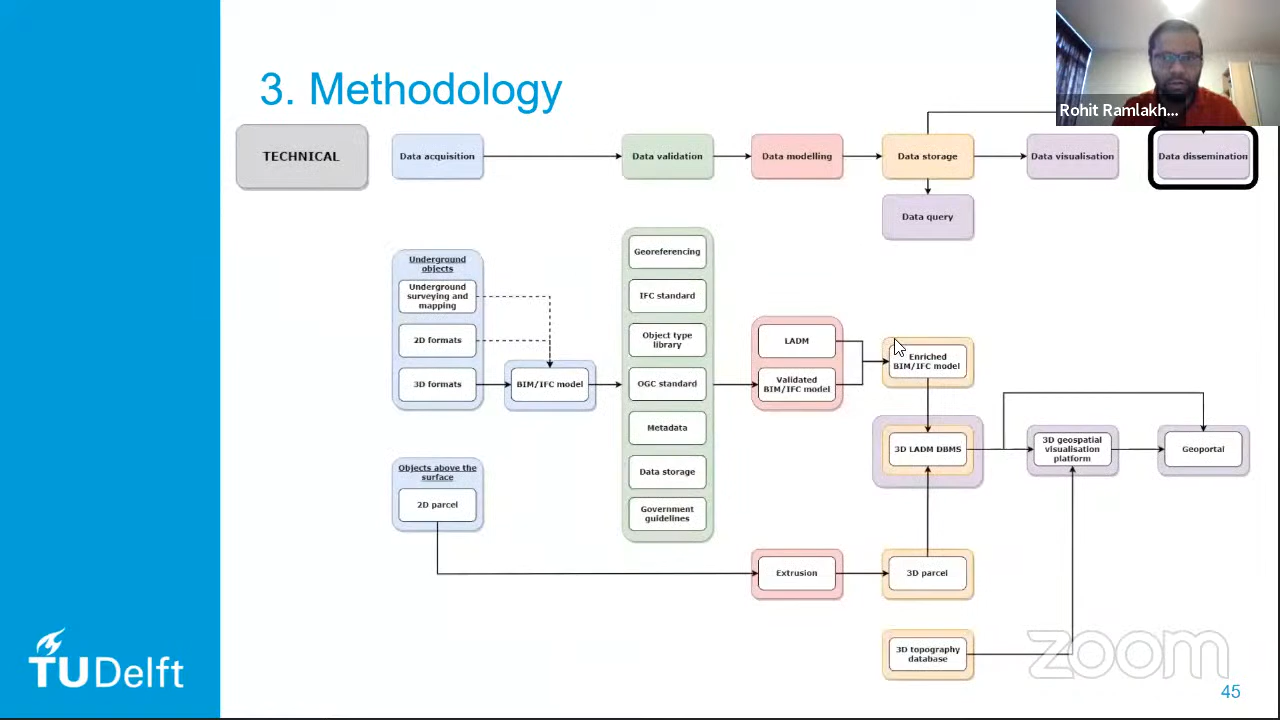 3. Methodology
Rohit Ramlakh...
TECHNICAL
Data acquisition
Data validation
Data modelling
Data storage
Data visualisation
Data dissemination
Data query
Underground
objects
Underground
surveying and
mapping
2D formats
3D formats
BIM/IFC model
Georeferencing
IFC standard
Object type
library
OGC standard
Metadata
Data storage
Government
guidelines
LADM
Validated
BIM/IFC model
Enriched
BIM/IFC model
3D LADM DBMS
3D geospatial
visualisation
platform
Geoportal
Objects above the
surface
2D parcel
Extrusion
3D parcel
3D topography
database
TUDelft
zoom
45